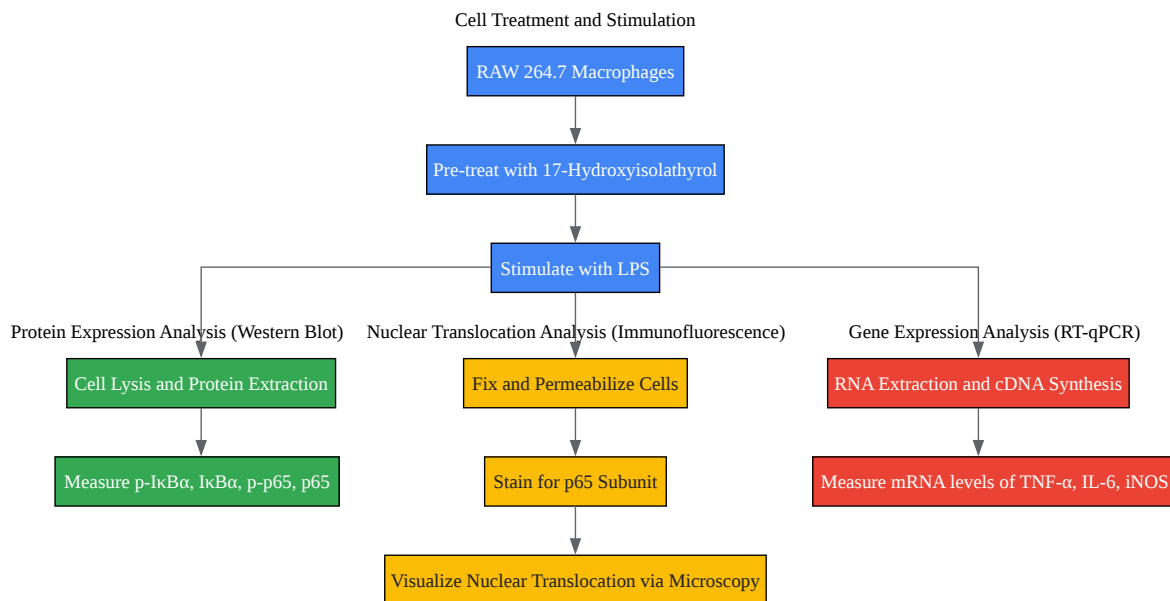 Cell Treatment and Stimulation
RAW 264.7 Macrophages
Pre-treat with 17-Hydroxyisolathyrol
Stimulate with LPS
Protein Expression Analysis (Western Blot)
Nuclear Translocation Analysis (Immunofluorescence)
Gene Expression Analysis (RT-qPCR)
Cell Lysis and Protein Extraction
Fix and Permeabilize Cells
RNA Extraction and cDNA Synthesis
Measure p-IκBα, IκBα, p-p65, p65
Stain for p65 Subunit
Measure mRNA levels of TNF-α, IL-6, iNOS
Visualize Nuclear Translocation via Microscopy